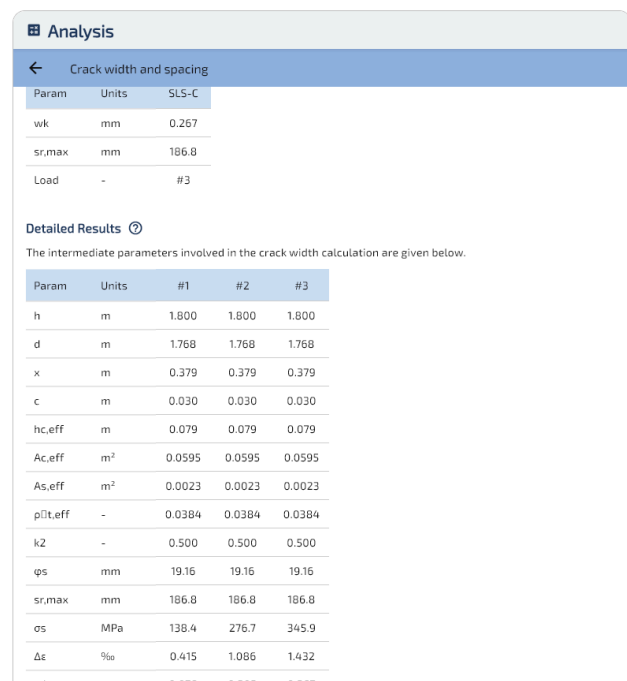 Analysis
Crack width and spacing
Param Units SLS-C
wk mm 0.267
sr,max mm 186.8
Load - #3
Detailed Results
The intermediate parameters involved in the crack width calculation are given below.
Param Units #1 #2 #3
h m 1.800 1.800 1.800
d m 1.768 1.768 1.768
x m 0.379 0.379 0.379
c m 0.030 0.030 0.030
hc,eff m 0.079 0.079 0.079
Ac,eff m² 0.0595 0.0595 0.0595
As,eff m² 0.0023 0.0023 0.0023
ρ▯t,eff - 0.0384 0.0384 0.0384
k2 - 0.500 0.500 0.500
φs mm 19.16 19.16 19.16
sr,max mm 186.8 186.8 186.8
σs MPa 138.4 276.7 345.9
Δε ‰ 0.415 1.086 1.432